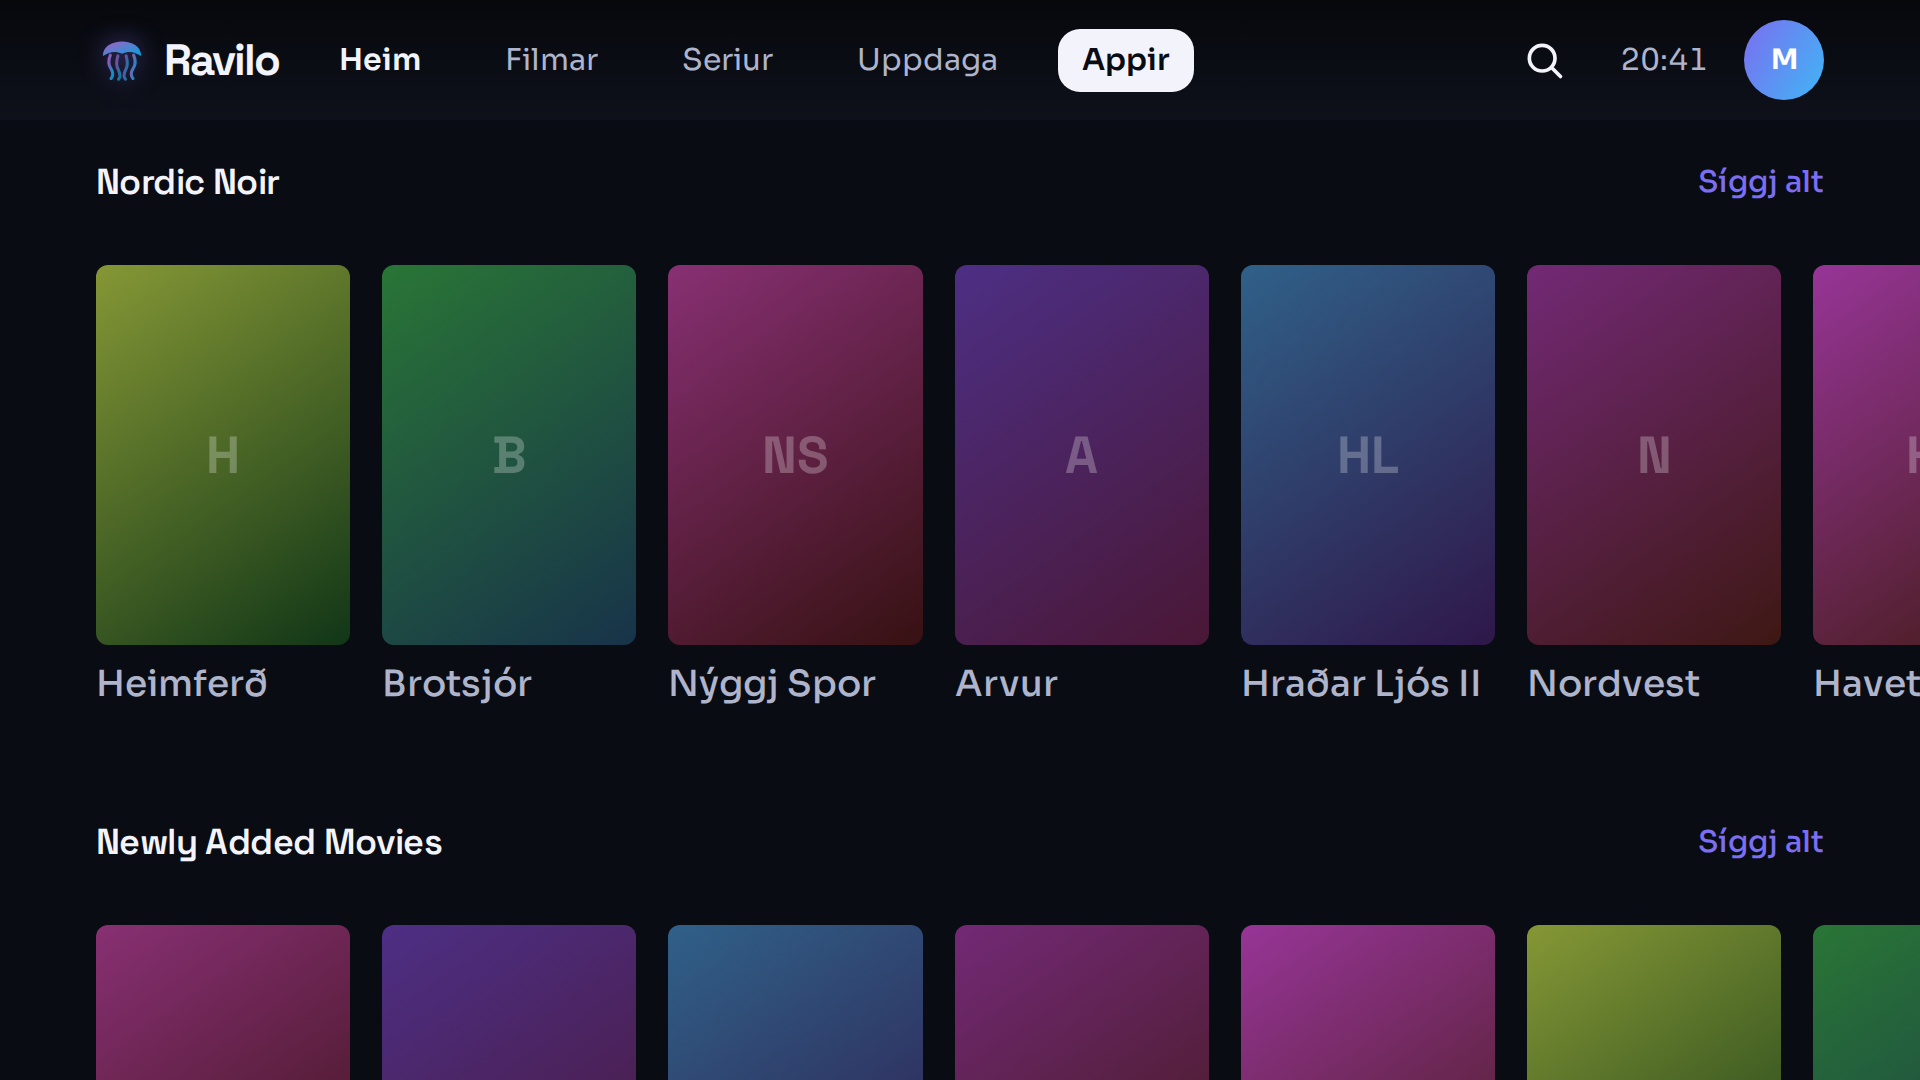 Ravilo
Heim
Filmar
Seriur
Uppdaga
Appir
20:41
M
Nordic Noir
Síggj alt
H
B
NS
A
HL
N
Heimferð
Brotsjór
Nýggj Spor
Arvur
Hraðar Ljós II
Nordvest
Newly Added Movies
Síggj alt